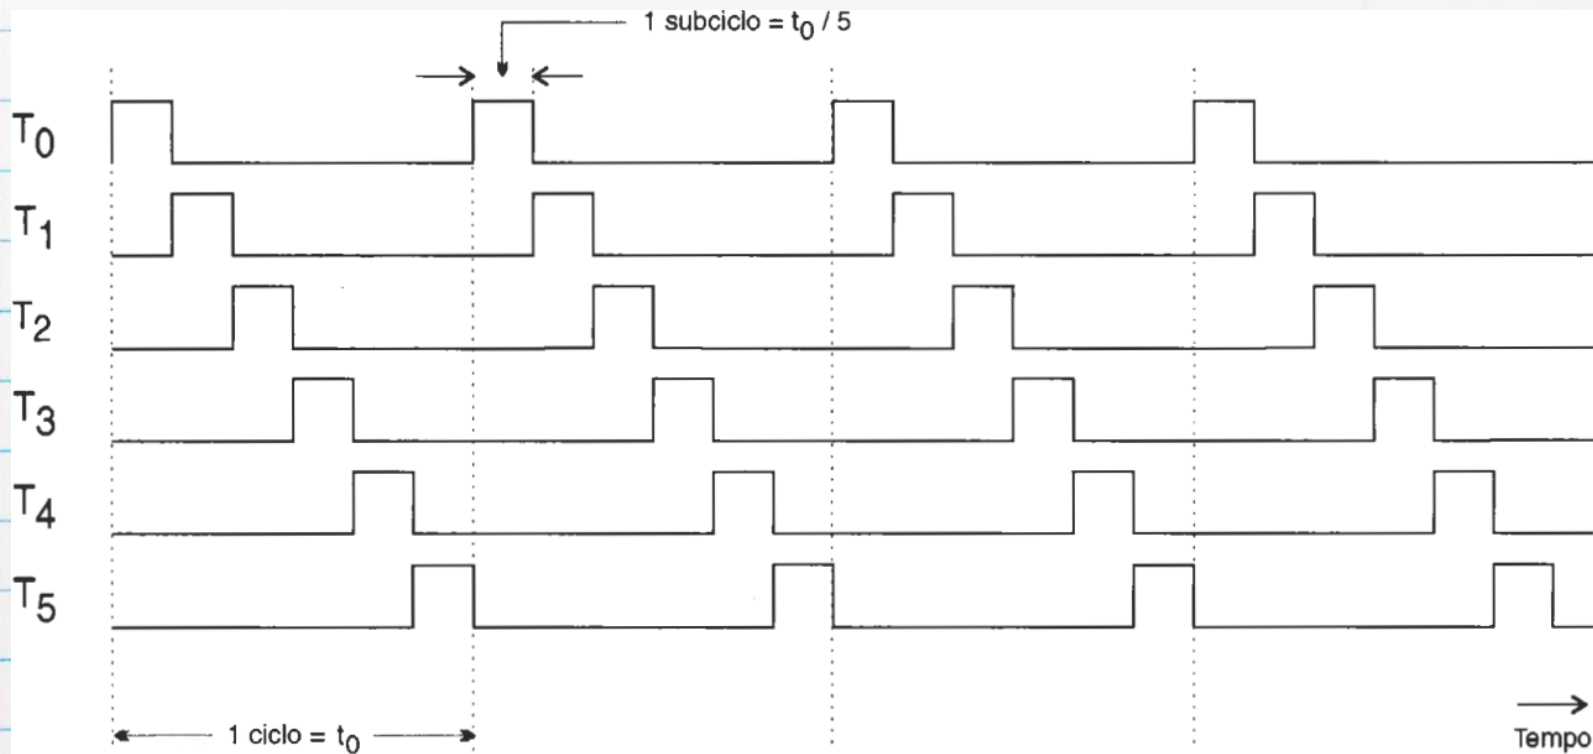 1 subciclo = t0 / 5
T0
T1
T2
T3
T4
T5
1 ciclo = t0
Tempo